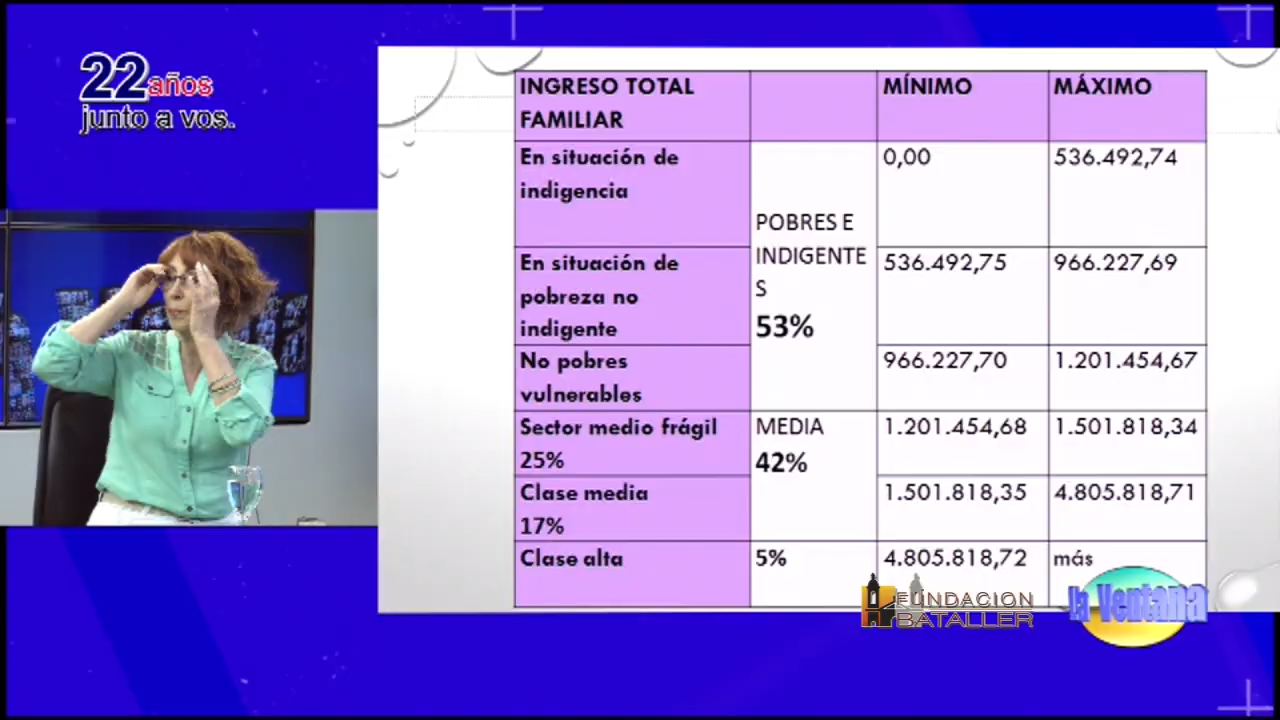 22 años
junto a vos.
INGRESO TOTAL
FAMILIAR
MÍNIMO
MÁXIMO
En situación de
indigencia
0,00
536.492,74
POBRES E
INDIGENTE
S
53%
En situación de
pobreza no
indigente
536.492,75
966.227,69
No pobres
vulnerables
966.227,70
1.201.454,67
Sector medio frágil
25%
MEDIA
42%
1.201.454,68
1.501.818,34
Clase media
17%
1.501.818,35
4.805.818,71
Clase alta
5%
4.805.818,72
más
FUNDACION
BATALLER
la Ventana